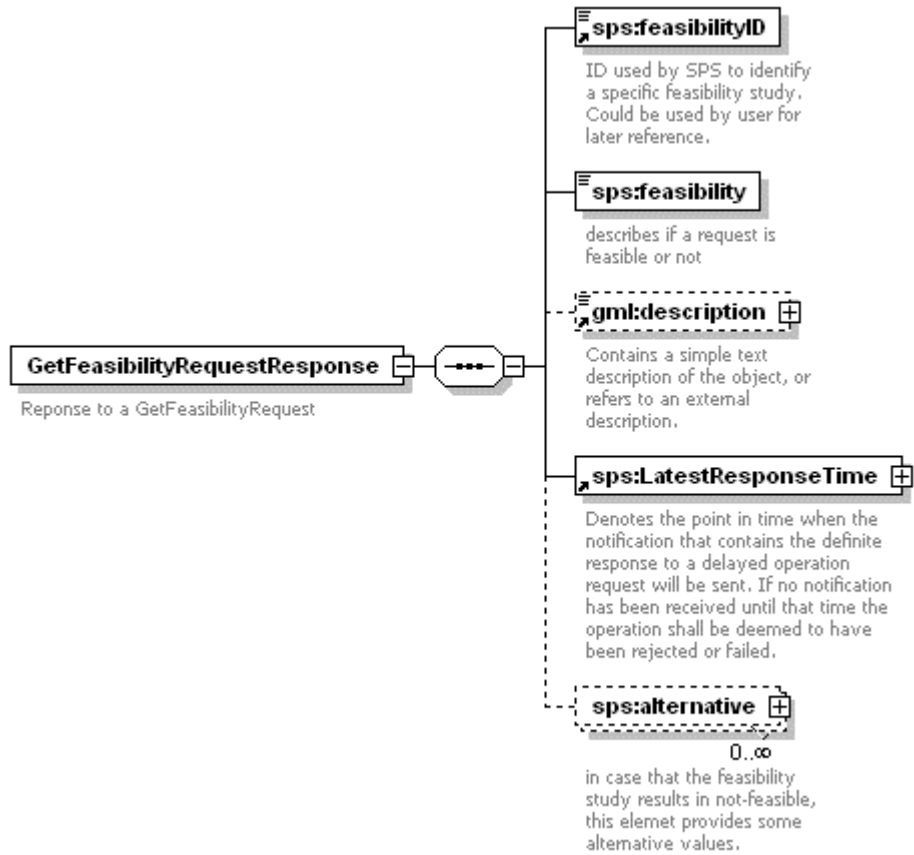 sps:feasibilityID
ID used by SPS to identify
a specific feasibility study.
Could be used by user for
later reference.
sps:feasibility
describes if a request is
feasible or not
gml:description
Contains a simple text
description of the object, or
refers to an external
description.
GetFeasibilityRequestResponse
Reponse to a GetFeasibilityRequest
sps:LatestResponseTime
Denotes the point in time when the
notification that contains the definite
response to a delayed operation
request will be sent. If no notification
has been received until that time the
operation shall be deemed to have
been rejected or failed.
sps:alternative
0..∞
in case that the feasibility
study results in not-feasible,
this elemet provides some
alternative values.